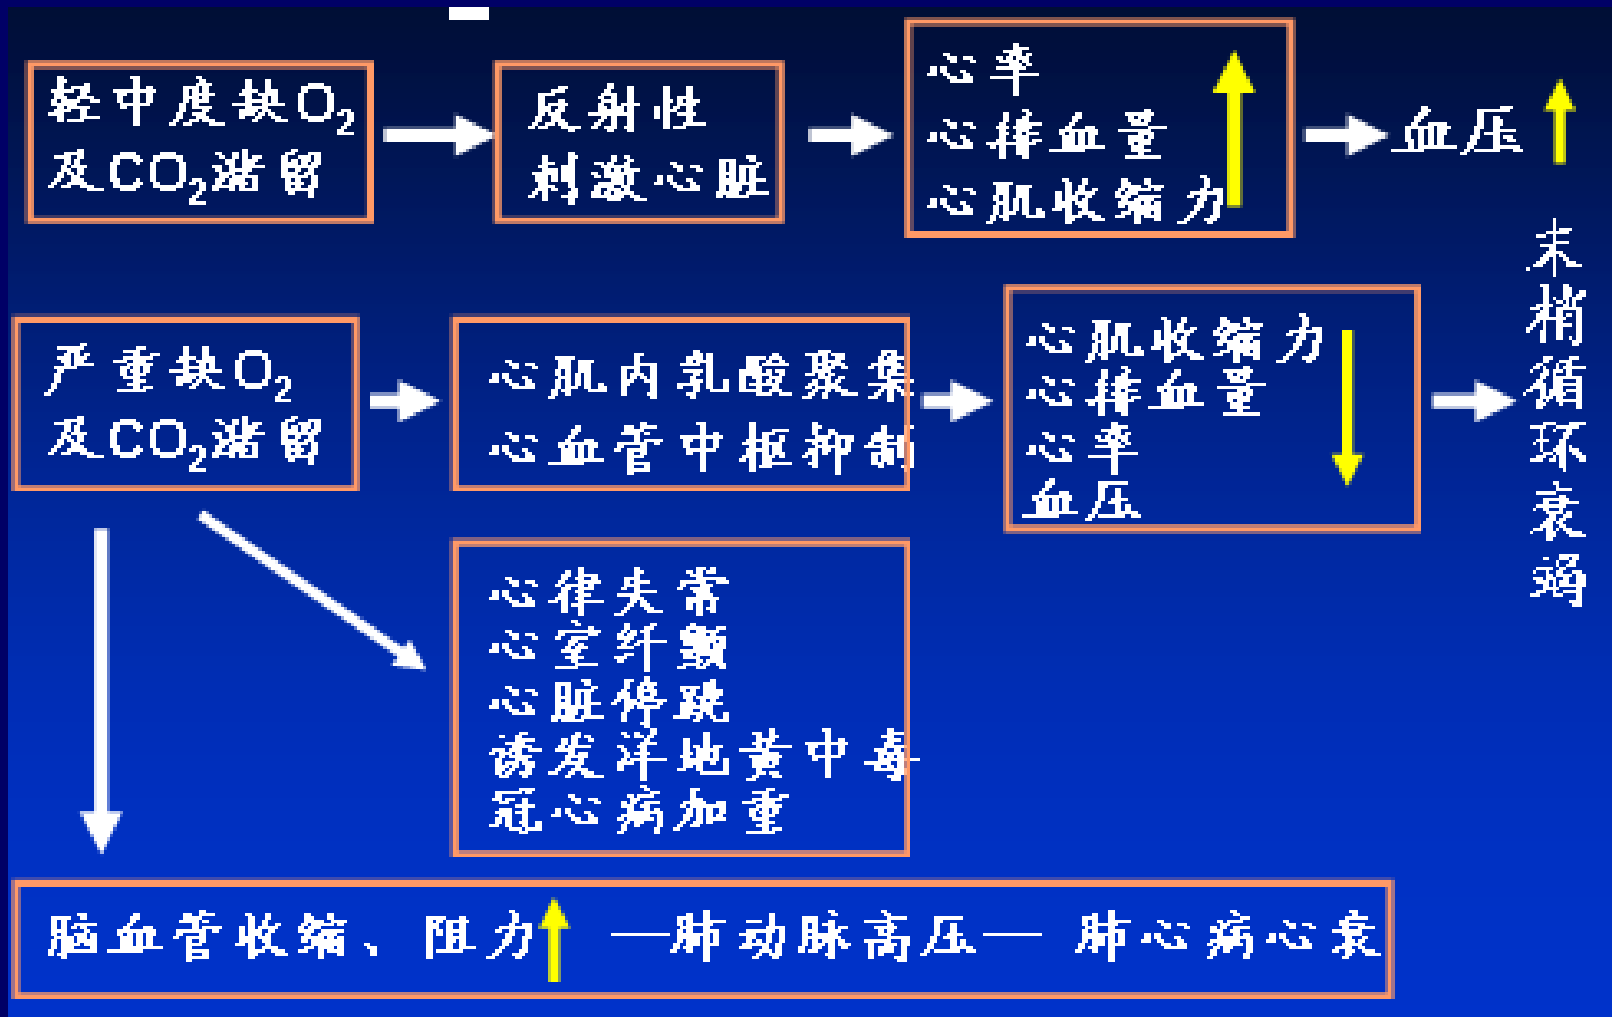 轻中度缺O₂
及CO₂潴留
反射性
刺激心脏
心率
心排血量
心肌收缩力
血压
严重缺O₂
及CO₂潴留
心肌内乳酸聚集
心血管中枢抑制
心肌收缩力
心排血量
心率
血压
末梢循环衰竭
心律失常
心室纤颤
心脏停跳
诱发洋地黄中毒
冠心病加重
脑血管收缩、阻力 —肺动脉高压— 肺心病心衰